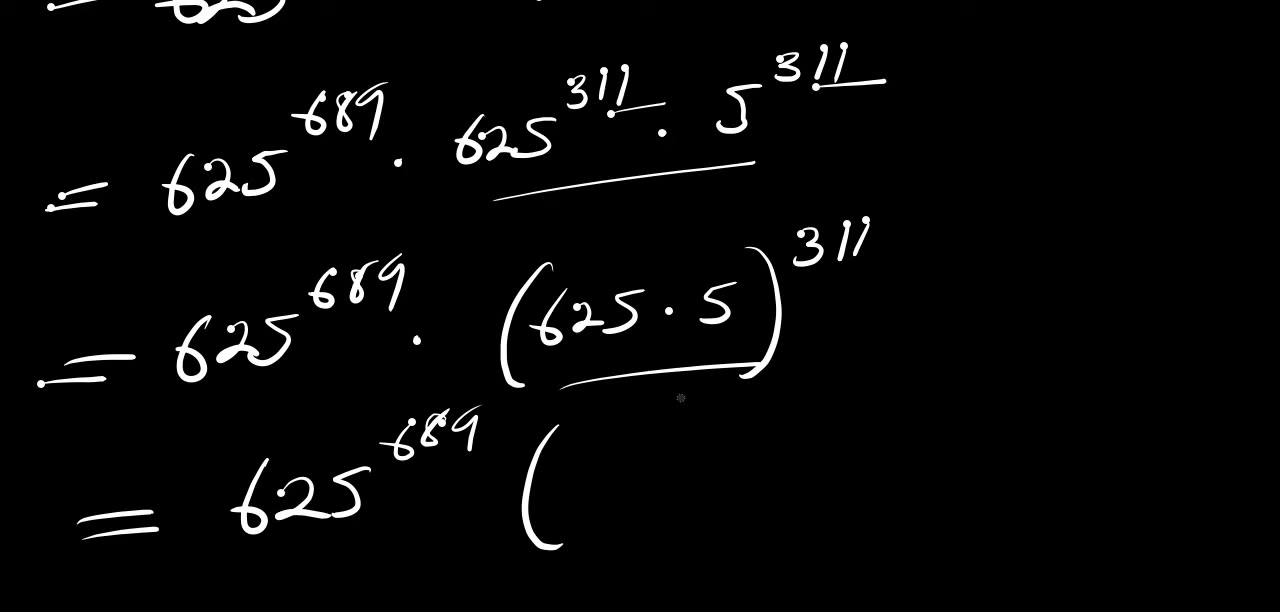 = 625^689 · 625^311 · 5^311
= 625^689 · (625 · 5)^311
= 625^689 (